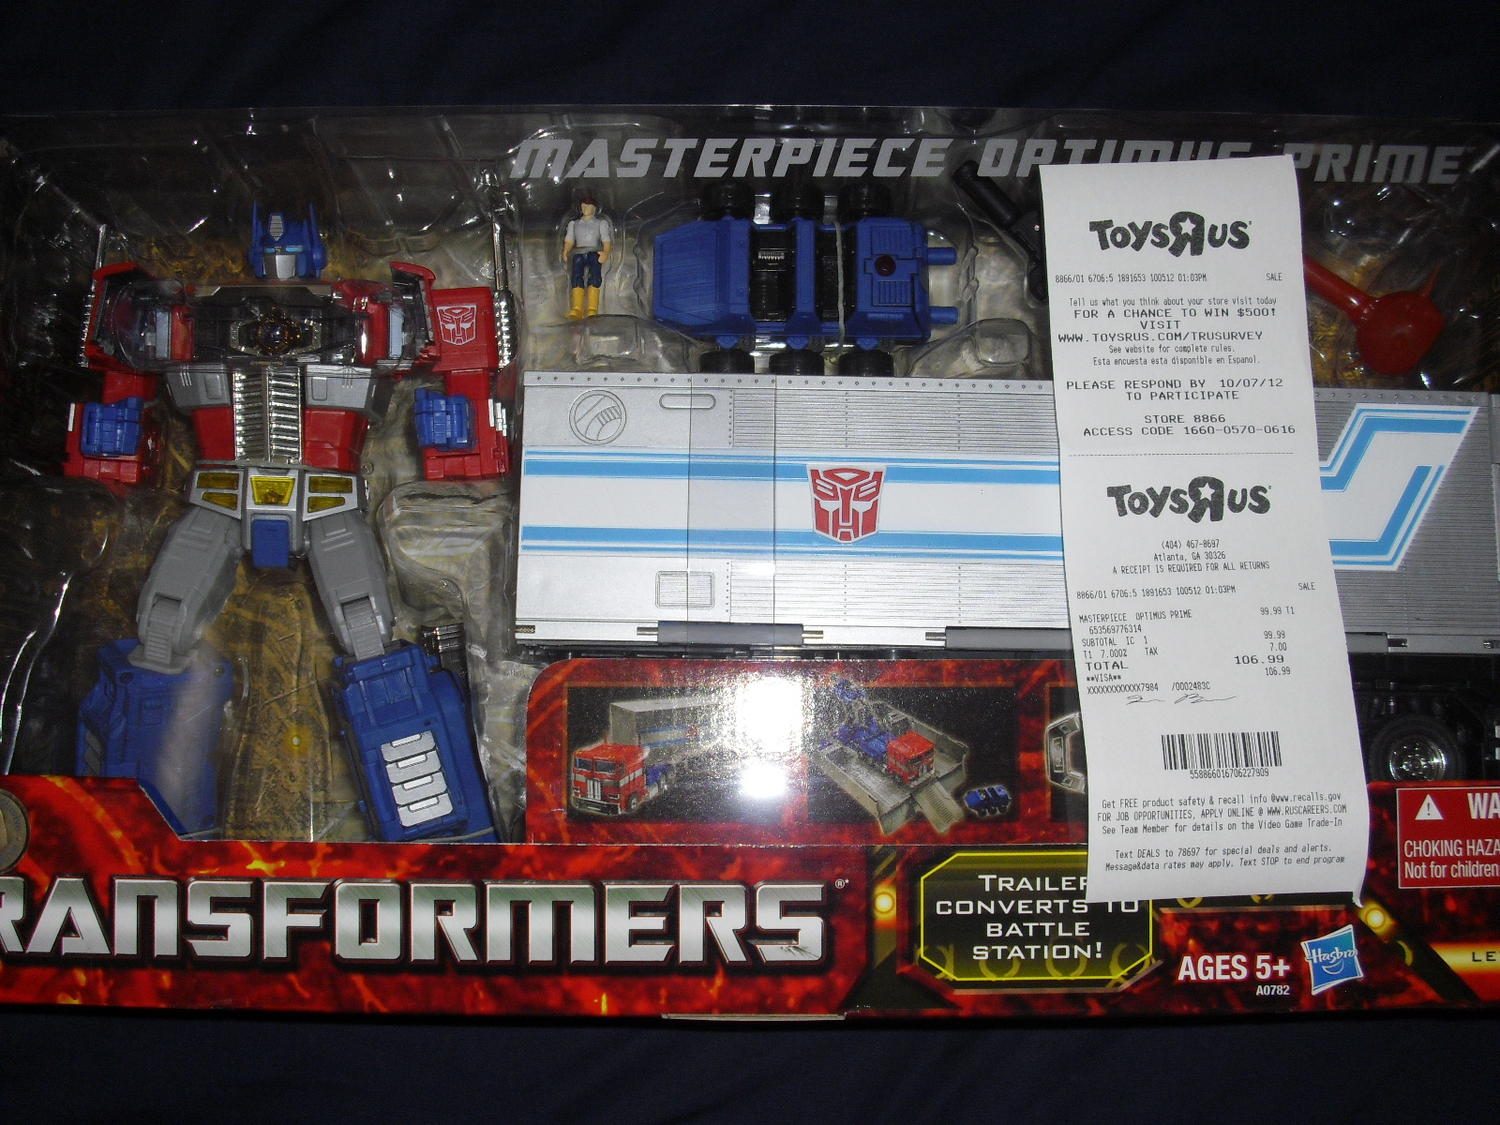 MASTERPIECE OPTIMUS PRIME
TOYSRUS
8866/01 6706:5 1891653 100512 01:03PM SALE
Tell us what you think about your store visit today
FOR A CHANCE TO WIN $500!
VISIT
WWW.TOYSRUS.COM/TRUSURVEY
See website for complete rules.
Esta encuesta esta disponible en Espanol.
PLEASE RESPOND BY 10/07/12
TO PARTICIPATE
STORE 8866
ACCESS CODE 1660-0570-0616
TOYSRUS
(404) 467-8697
Atlanta, GA 30326
A RECEIPT IS REQUIRED FOR ALL RETURNS
8866/01 6706:5 1891653 100512 01:03PM SALE
MASTERPIECE OPTIMUS PRIME 99.99 T1
653569776314
SUBTOTAL IC 1 99.99
T1 7.000% TAX 7.00
TOTAL 106.99
**VISA** 106.99
XXXXXXXXXXXX7984 /0002483C
558866016706227909
Get FREE product safety & recall info @www.recalls.gov
FOR JOB OPPORTUNITIES, APPLY ONLINE @ WWW.RUSCAREERS.COM
See Team Member for details on the Video Game Trade-In
Text DEALS to 78697 for special deals and alerts.
Message&data rates may apply. Text STOP to end program
RANSFORMERS®
TRAILER
CONVERTS TO
BATTLE
STATION!
AGES 5+
A0782
Hasbro
WA
CHOKING HAZA
Not for children
LE